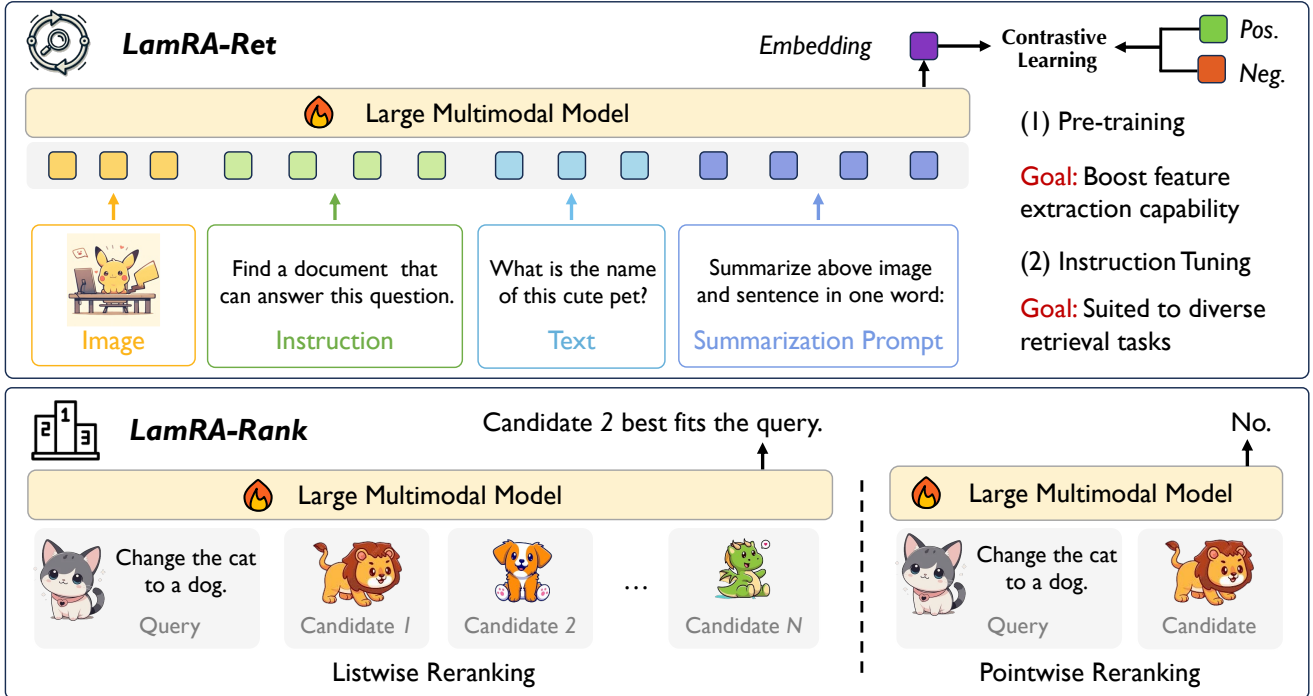 LamRA-Ret
Embedding
Contrastive
Learning
Pos.
Neg.
Large Multimodal Model
(1) Pre-training
Goal: Boost feature
extraction capability
(2) Instruction Tuning
Goal: Suited to diverse
retrieval tasks
Image
Find a document that
can answer this question.
Instruction
What is the name
of this cute pet?
Text
Summarize above image
and sentence in one word:
Summarization Prompt
1
2
3
LamRA-Rank
Candidate 2 best fits the query.
Large Multimodal Model
Change the cat
to a dog.
Query
Candidate 1
Candidate 2
...
Candidate N
Listwise Reranking
No.
Large Multimodal Model
Change the cat
to a dog.
Query
Candidate
Pointwise Reranking